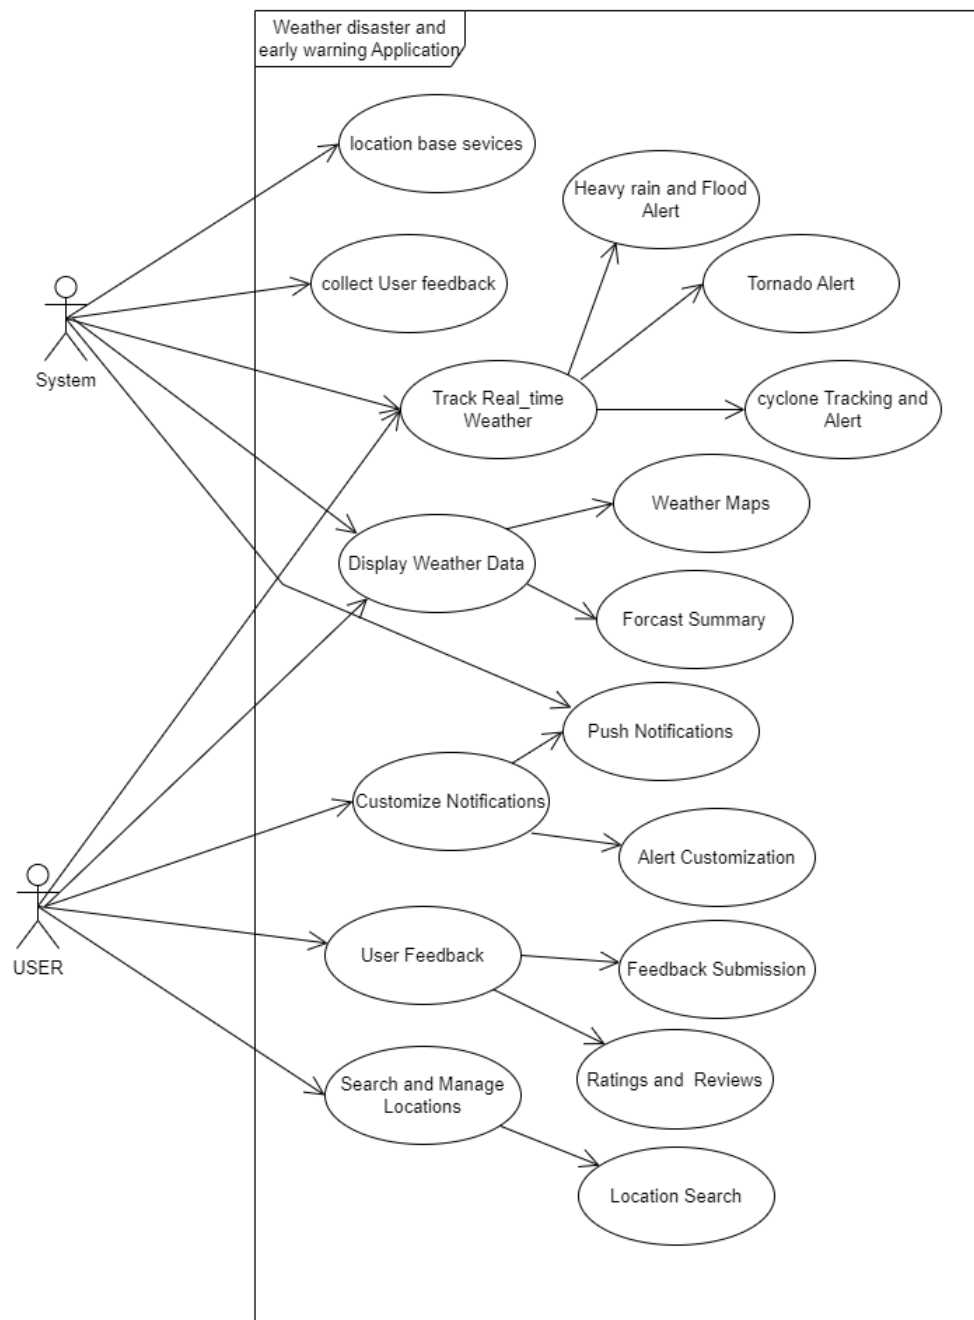 Weather disaster and
early warning Application
location base sevices
Heavy rain and Flood
Alert
collect User feedback
Tornado Alert
System
Track Real_time
Weather
cyclone Tracking and
Alert
Weather Maps
Display Weather Data
Forcast Summary
Push Notifications
Customize Notifications
Alert Customization
USER
User Feedback
Feedback Submission
Ratings and Reviews
Search and Manage
Locations
Location Search